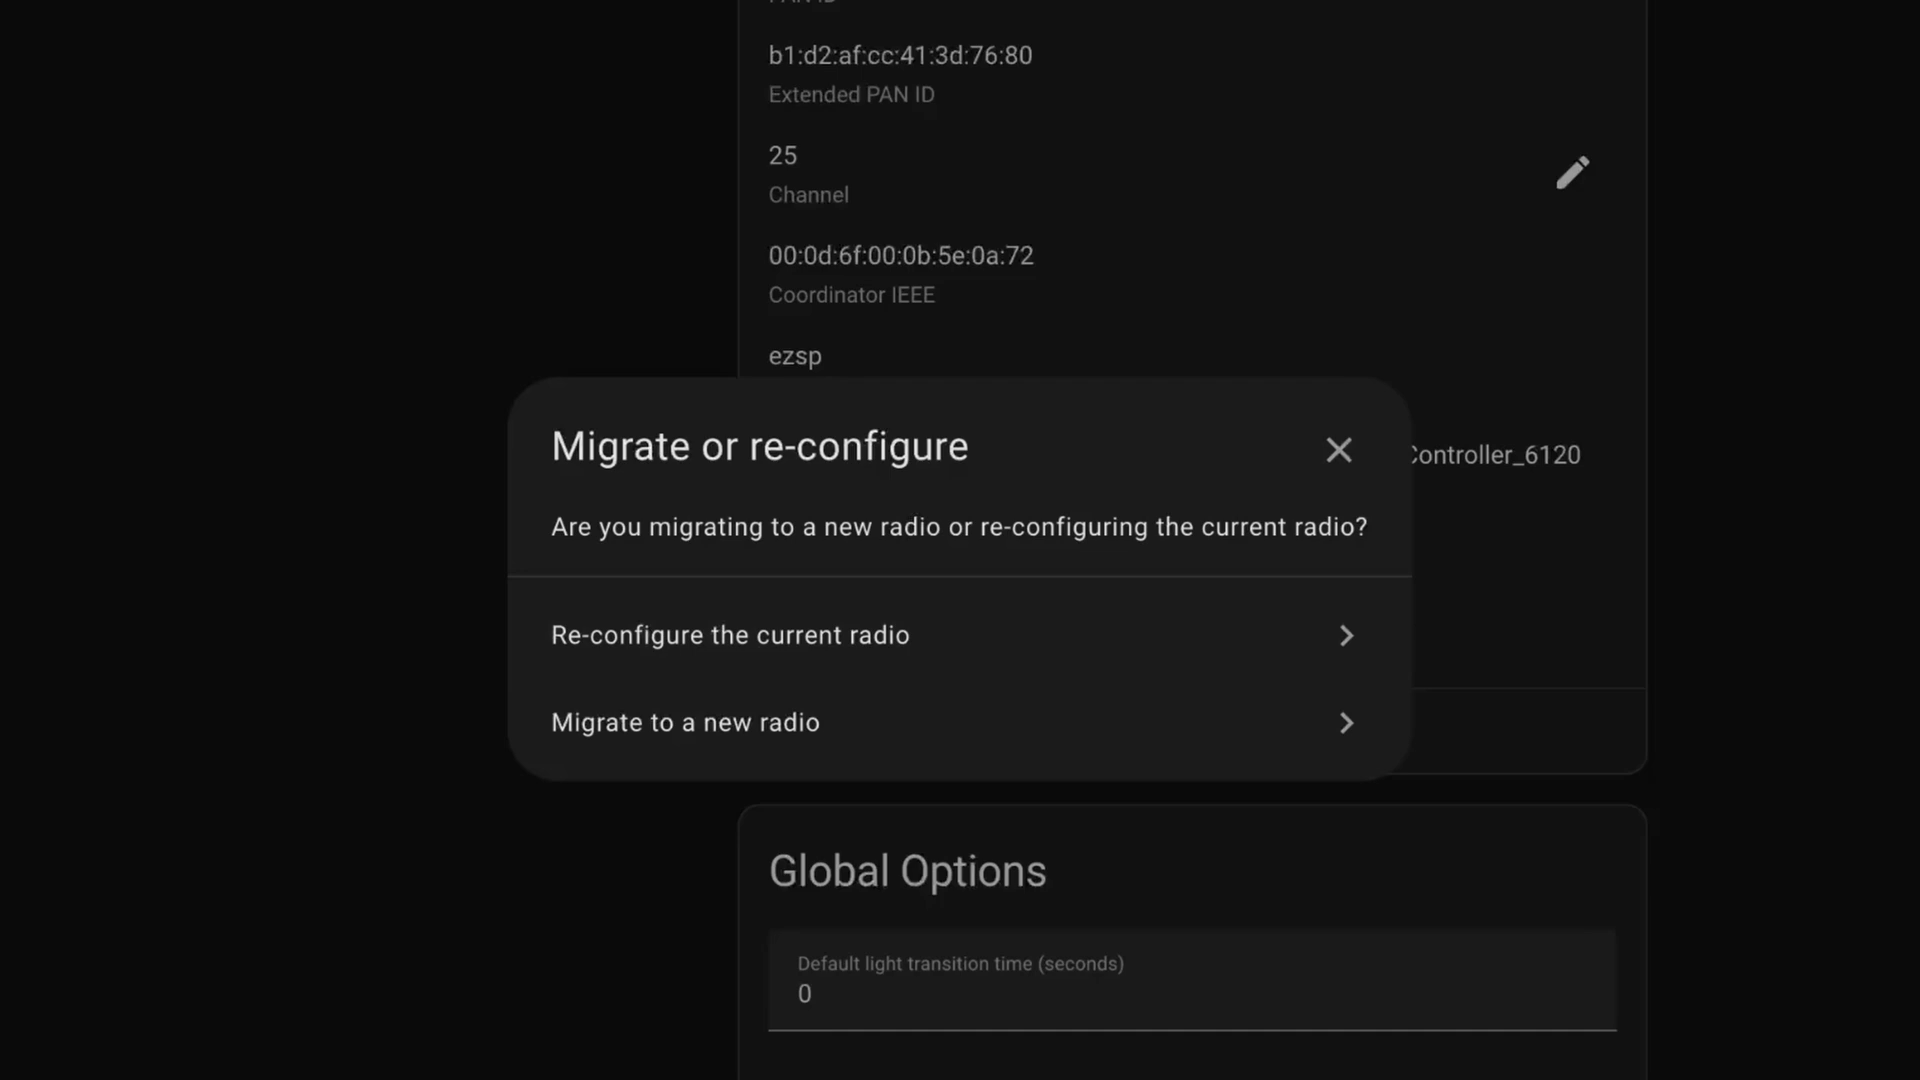 b1:d2:af:cc:41:3d:76:80
Extended PAN ID
25
Channel
00:0d:6f:00:0b:5e:0a:72
Coordinator IEEE
ezsp
Controller_6120
Migrate or re-configure
Are you migrating to a new radio or re-configuring the current radio?
Re-configure the current radio
Migrate to a new radio
Global Options
Default light transition time (seconds)
0